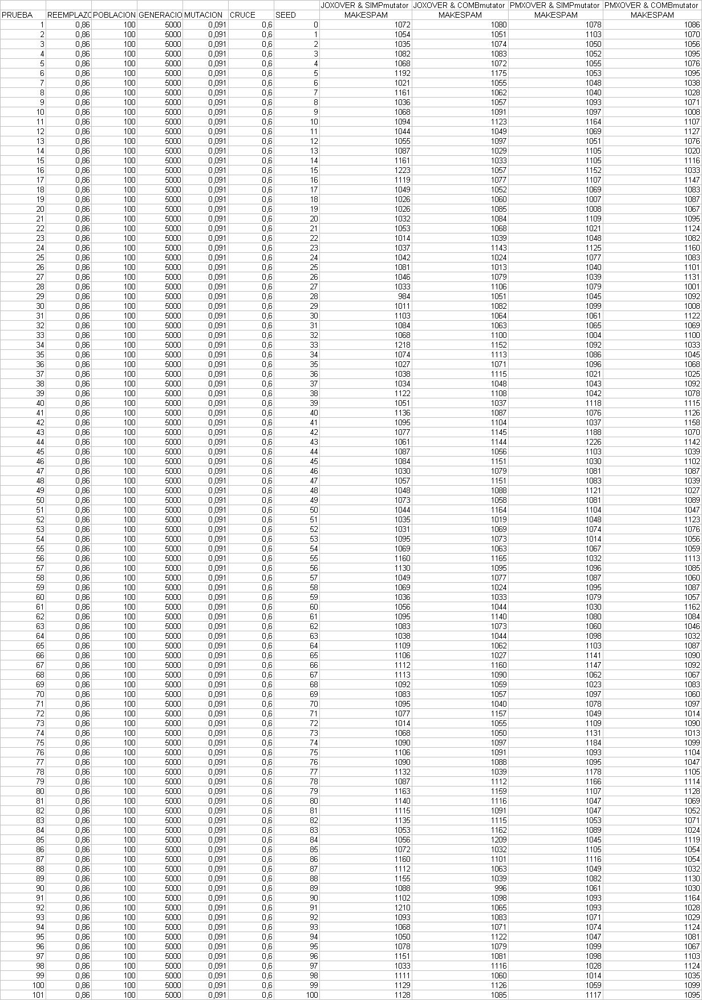 JOXOVER & SIMPmutator JOXOVER & COMBmutator PMXOVER & SIMPmutator PMXOVER & COMBmutator
PRUEBA REEMPLAZO POBLACION GENERACIO MUTACION CRUCE SEED MAKESPAM MAKESPAM MAKESPAM MAKESPAM
1 0,86 100 5000 0,091 0,6 0 1072 1080 1078 1086
2 0,86 100 5000 0,091 0,6 1 1054 1051 1103 1070
3 0,86 100 5000 0,091 0,6 2 1035 1074 1050 1056
4 0,86 100 5000 0,091 0,6 3 1082 1083 1052 1095
5 0,86 100 5000 0,091 0,6 4 1068 1072 1055 1076
6 0,86 100 5000 0,091 0,6 5 1192 1175 1053 1095
7 0,86 100 5000 0,091 0,6 6 1021 1055 1048 1038
8 0,86 100 5000 0,091 0,6 7 1161 1062 1040 1028
9 0,86 100 5000 0,091 0,6 8 1036 1057 1093 1071
10 0,86 100 5000 0,091 0,6 9 1068 1091 1097 1008
11 0,86 100 5000 0,091 0,6 10 1094 1123 1164 1107
12 0,86 100 5000 0,091 0,6 11 1044 1049 1069 1127
13 0,86 100 5000 0,091 0,6 12 1055 1097 1051 1076
14 0,86 100 5000 0,091 0,6 13 1087 1029 1105 1020
15 0,86 100 5000 0,091 0,6 14 1161 1033 1105 1116
16 0,86 100 5000 0,091 0,6 15 1223 1057 1152 1033
17 0,86 100 5000 0,091 0,6 16 1119 1077 1107 1147
18 0,86 100 5000 0,091 0,6 17 1049 1052 1069 1083
19 0,86 100 5000 0,091 0,6 18 1026 1060 1007 1087
20 0,86 100 5000 0,091 0,6 19 1026 1085 1008 1067
21 0,86 100 5000 0,091 0,6 20 1032 1084 1109 1095
22 0,86 100 5000 0,091 0,6 21 1053 1068 1021 1124
23 0,86 100 5000 0,091 0,6 22 1014 1039 1048 1082
24 0,86 100 5000 0,091 0,6 23 1037 1143 1125 1160
25 0,86 100 5000 0,091 0,6 24 1042 1024 1077 1083
26 0,86 100 5000 0,091 0,6 25 1081 1013 1040 1101
27 0,86 100 5000 0,091 0,6 26 1046 1079 1039 1131
28 0,86 100 5000 0,091 0,6 27 1033 1106 1079 1001
29 0,86 100 5000 0,091 0,6 28 984 1051 1045 1092
30 0,86 100 5000 0,091 0,6 29 1011 1082 1099 1008
31 0,86 100 5000 0,091 0,6 30 1103 1064 1061 1122
32 0,86 100 5000 0,091 0,6 31 1084 1063 1065 1069
33 0,86 100 5000 0,091 0,6 32 1068 1100 1004 1100
34 0,86 100 5000 0,091 0,6 33 1218 1152 1092 1033
35 0,86 100 5000 0,091 0,6 34 1074 1113 1086 1045
36 0,86 100 5000 0,091 0,6 35 1027 1071 1096 1068
37 0,86 100 5000 0,091 0,6 36 1038 1115 1021 1025
38 0,86 100 5000 0,091 0,6 37 1034 1048 1043 1092
39 0,86 100 5000 0,091 0,6 38 1122 1108 1042 1078
40 0,86 100 5000 0,091 0,6 39 1051 1037 1118 1115
41 0,86 100 5000 0,091 0,6 40 1136 1087 1076 1126
42 0,86 100 5000 0,091 0,6 41 1095 1104 1037 1158
43 0,86 100 5000 0,091 0,6 42 1077 1145 1188 1070
44 0,86 100 5000 0,091 0,6 43 1061 1144 1226 1142
45 0,86 100 5000 0,091 0,6 44 1087 1056 1103 1039
46 0,86 100 5000 0,091 0,6 45 1084 1151 1030 1102
47 0,86 100 5000 0,091 0,6 46 1030 1079 1081 1087
48 0,86 100 5000 0,091 0,6 47 1057 1151 1083 1039
49 0,86 100 5000 0,091 0,6 48 1048 1088 1121 1027
50 0,86 100 5000 0,091 0,6 49 1073 1058 1081 1089
51 0,86 100 5000 0,091 0,6 50 1044 1164 1104 1047
52 0,86 100 5000 0,091 0,6 51 1035 1019 1048 1123
53 0,86 100 5000 0,091 0,6 52 1031 1069 1074 1076
54 0,86 100 5000 0,091 0,6 53 1095 1073 1014 1056
55 0,86 100 5000 0,091 0,6 54 1069 1063 1067 1059
56 0,86 100 5000 0,091 0,6 55 1160 1165 1032 1113
57 0,86 100 5000 0,091 0,6 56 1130 1095 1096 1085
58 0,86 100 5000 0,091 0,6 57 1049 1077 1087 1060
59 0,86 100 5000 0,091 0,6 58 1069 1024 1095 1087
60 0,86 100 5000 0,091 0,6 59 1036 1033 1079 1057
61 0,86 100 5000 0,091 0,6 60 1056 1044 1030 1162
62 0,86 100 5000 0,091 0,6 61 1095 1140 1080 1084
63 0,86 100 5000 0,091 0,6 62 1083 1073 1060 1046
64 0,86 100 5000 0,091 0,6 63 1038 1044 1098 1032
65 0,86 100 5000 0,091 0,6 64 1109 1062 1103 1087
66 0,86 100 5000 0,091 0,6 65 1106 1027 1141 1090
67 0,86 100 5000 0,091 0,6 66 1112 1160 1147 1092
68 0,86 100 5000 0,091 0,6 67 1113 1090 1062 1067
69 0,86 100 5000 0,091 0,6 68 1092 1059 1023 1083
70 0,86 100 5000 0,091 0,6 69 1083 1057 1097 1060
71 0,86 100 5000 0,091 0,6 70 1095 1040 1078 1097
72 0,86 100 5000 0,091 0,6 71 1077 1157 1049 1014
73 0,86 100 5000 0,091 0,6 72 1014 1055 1109 1090
74 0,86 100 5000 0,091 0,6 73 1068 1050 1131 1013
75 0,86 100 5000 0,091 0,6 74 1090 1097 1184 1099
76 0,86 100 5000 0,091 0,6 75 1106 1091 1093 1104
77 0,86 100 5000 0,091 0,6 76 1090 1088 1095 1047
78 0,86 100 5000 0,091 0,6 77 1132 1039 1178 1105
79 0,86 100 5000 0,091 0,6 78 1087 1112 1166 1114
80 0,86 100 5000 0,091 0,6 79 1163 1159 1107 1128
81 0,86 100 5000 0,091 0,6 80 1140 1116 1047 1069
82 0,86 100 5000 0,091 0,6 81 1115 1091 1047 1052
83 0,86 100 5000 0,091 0,6 82 1135 1115 1053 1071
84 0,86 100 5000 0,091 0,6 83 1053 1162 1089 1024
85 0,86 100 5000 0,091 0,6 84 1056 1209 1045 1119
86 0,86 100 5000 0,091 0,6 85 1072 1032 1105 1054
87 0,86 100 5000 0,091 0,6 86 1160 1101 1116 1054
88 0,86 100 5000 0,091 0,6 87 1112 1063 1049 1032
89 0,86 100 5000 0,091 0,6 88 1155 1039 1082 1130
90 0,86 100 5000 0,091 0,6 89 1088 996 1061 1030
91 0,86 100 5000 0,091 0,6 90 1102 1098 1093 1164
92 0,86 100 5000 0,091 0,6 91 1210 1065 1093 1028
93 0,86 100 5000 0,091 0,6 92 1093 1083 1071 1029
94 0,86 100 5000 0,091 0,6 93 1068 1071 1074 1124
95 0,86 100 5000 0,091 0,6 94 1050 1122 1047 1081
96 0,86 100 5000 0,091 0,6 95 1078 1079 1099 1067
97 0,86 100 5000 0,091 0,6 96 1151 1081 1098 1103
98 0,86 100 5000 0,091 0,6 97 1033 1116 1028 1124
99 0,86 100 5000 0,091 0,6 98 1111 1060 1014 1035
100 0,86 100 5000 0,091 0,6 99 1129 1126 1059 1099
101 0,86 100 5000 0,091 0,6 100 1128 1085 1117 1095